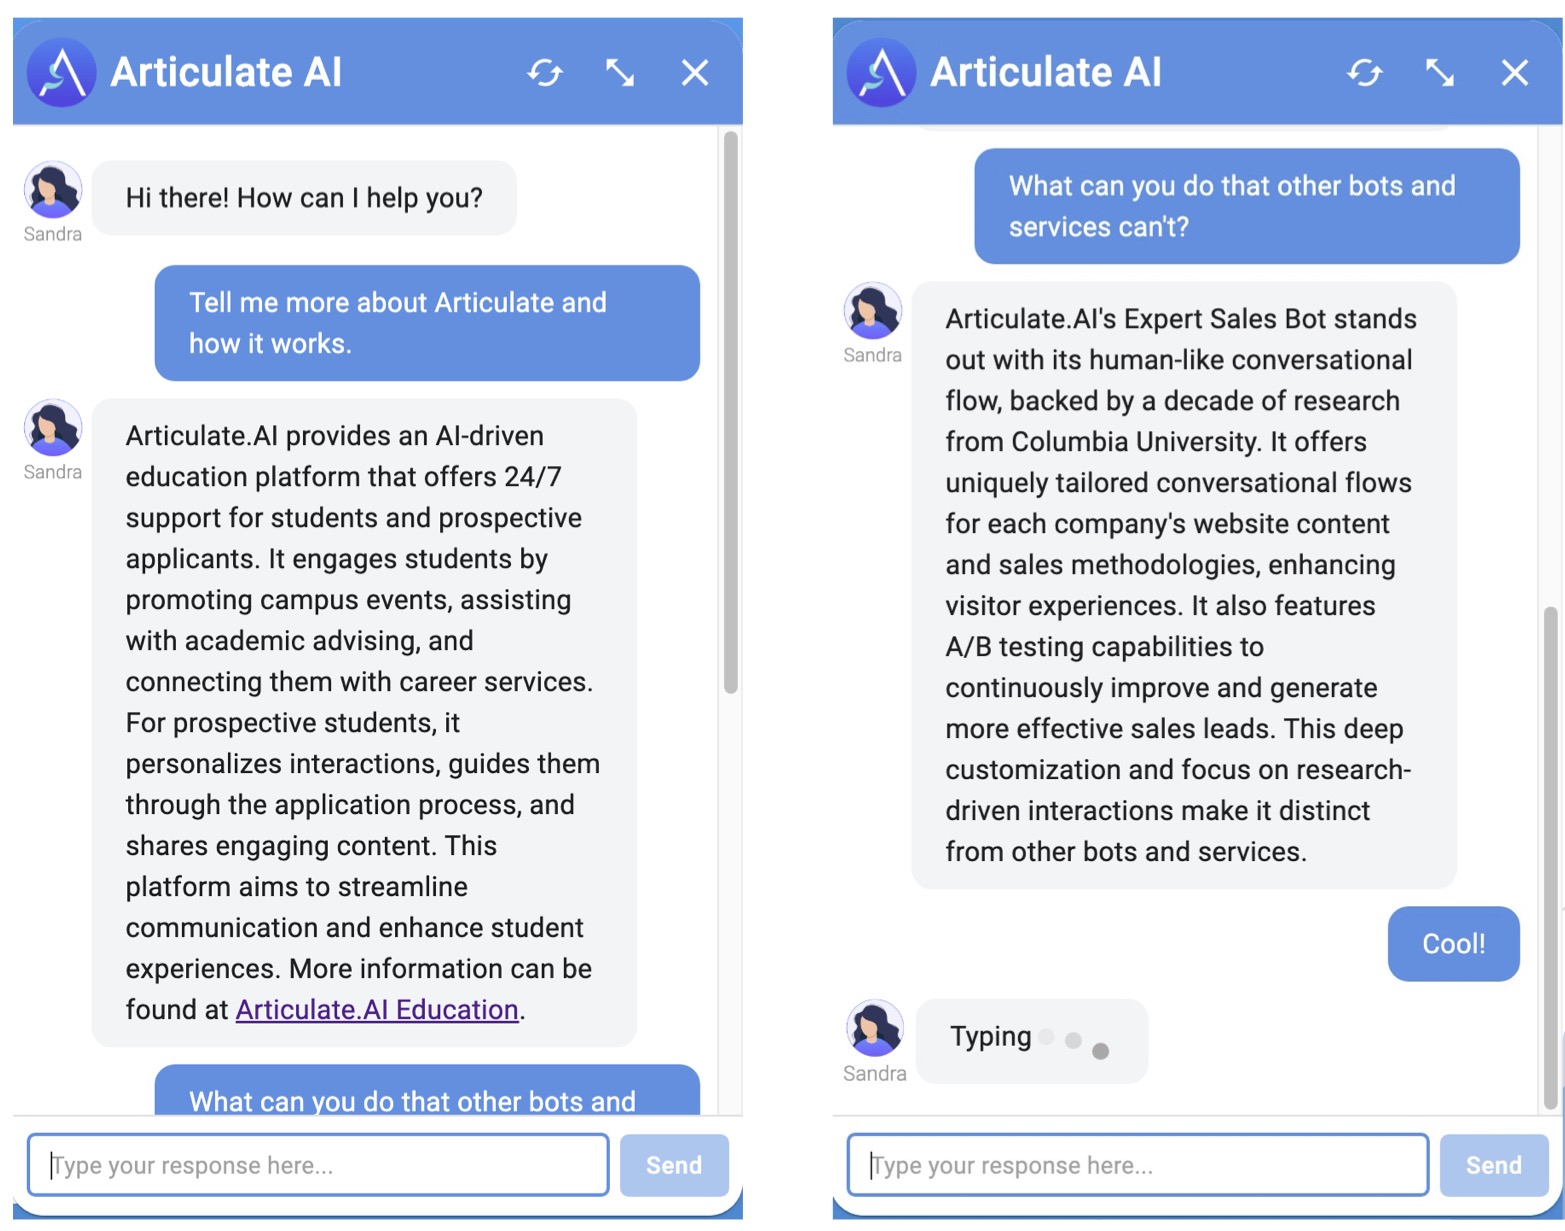 Articulate AI
Hi there! How can I help you?
Sandra
Tell me more about Articulate and
how it works.
Sandra
Articulate.AI provides an AI-driven
education platform that offers 24/7
support for students and prospective
applicants. It engages students by
promoting campus events, assisting
with academic advising, and
connecting them with career services.
For prospective students, it
personalizes interactions, guides them
through the application process, and
shares engaging content. This
platform aims to streamline
communication and enhance student
experiences. More information can be
found at Articulate.AI Education.
What can you do that other bots and
Type your response here...
Send
Articulate AI
What can you do that other bots and
services can't?
Sandra
Articulate.AI's Expert Sales Bot stands
out with its human-like conversational
flow, backed by a decade of research
from Columbia University. It offers
uniquely tailored conversational flows
for each company's website content
and sales methodologies, enhancing
visitor experiences. It also features
A/B testing capabilities to
continuously improve and generate
more effective sales leads. This deep
customization and focus on research-
driven interactions make it distinct
from other bots and services.
Cool!
Sandra
Typing
Type your response here...
Send